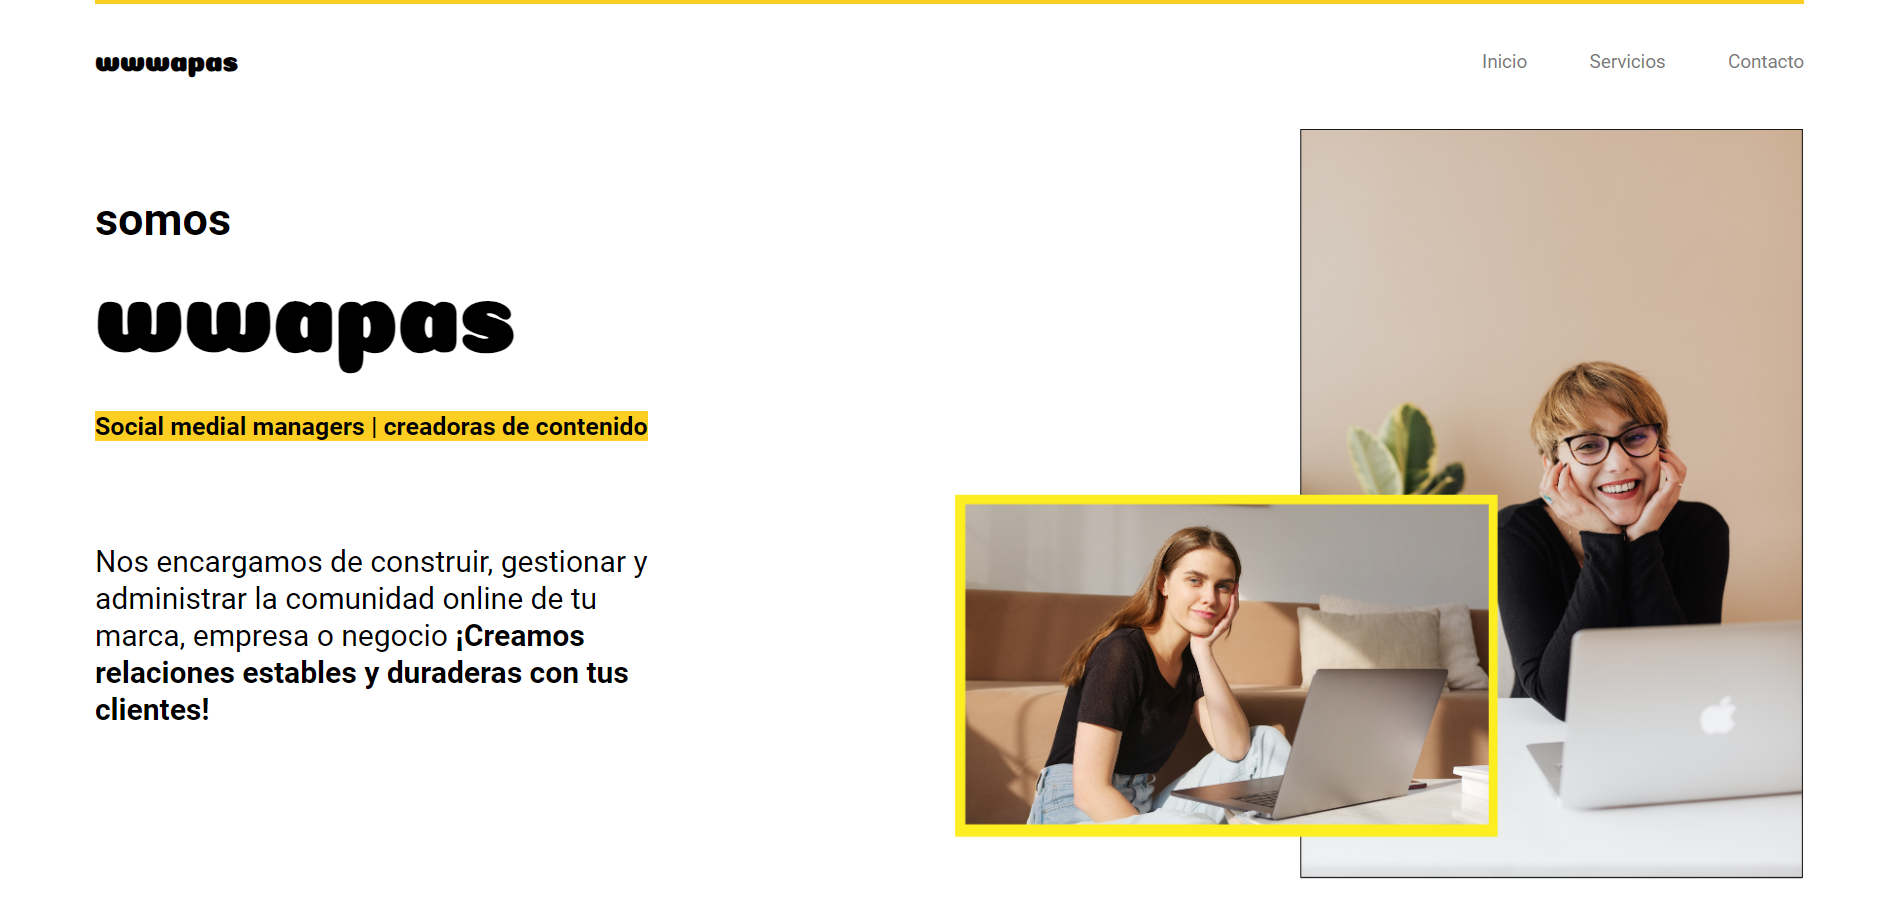 wwwapas
Inicio Servicios Contacto
somos
wwapas
Social medial managers | creadoras de contenido
Nos encargamos de construir, gestionar y
administrar la comunidad online de tu
marca, empresa o negocio ¡Creamos
relaciones estables y duraderas con tus
clientes!